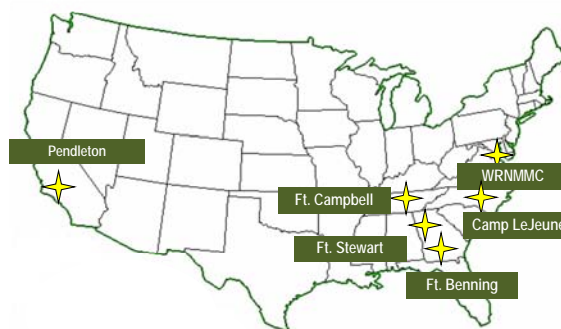 Pendleton
WRNMMC
Ft. Campbell
Camp LeJeune
Ft. Stewart
Ft. Benning